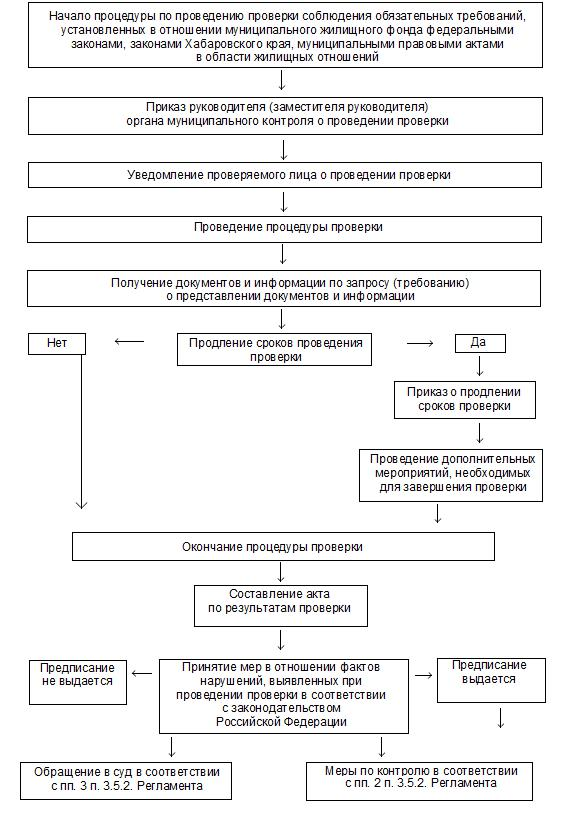 Начало процедуры по проведению проверки соблюдения обязательных требований,
установленных в отношении муниципального жилищного фонда федеральными
законами, законами Хабаровского края, муниципальными правовыми актами
в области жилищных отношений
Приказ руководителя (заместителя руководителя)
органа муниципального контроля о проведении проверки
Уведомление проверяемого лица о проведении проверки
Проведение процедуры проверки
Получение документов и информации по запросу (требованию)
о представлении документов и информации
Нет
Продление сроков проведения
проверки
Да
Приказ о продлении
сроков проверки
Проведение дополнительных
мероприятий, необходимых
для завершения проверки
Окончание процедуры проверки
Составление акта
по результатам проверки
Предписание
не выдается
Принятие мер в отношении фактов
нарушений, выявленных при
проведении проверки в соответствии
с законодательством
Российской Федерации
Предписание
выдается
Обращение в суд в соответствии
с пп. 3 п. 3.5.2. Регламента
Меры по контролю в соответствии
с пп. 2 п. 3.5.2. Регламента